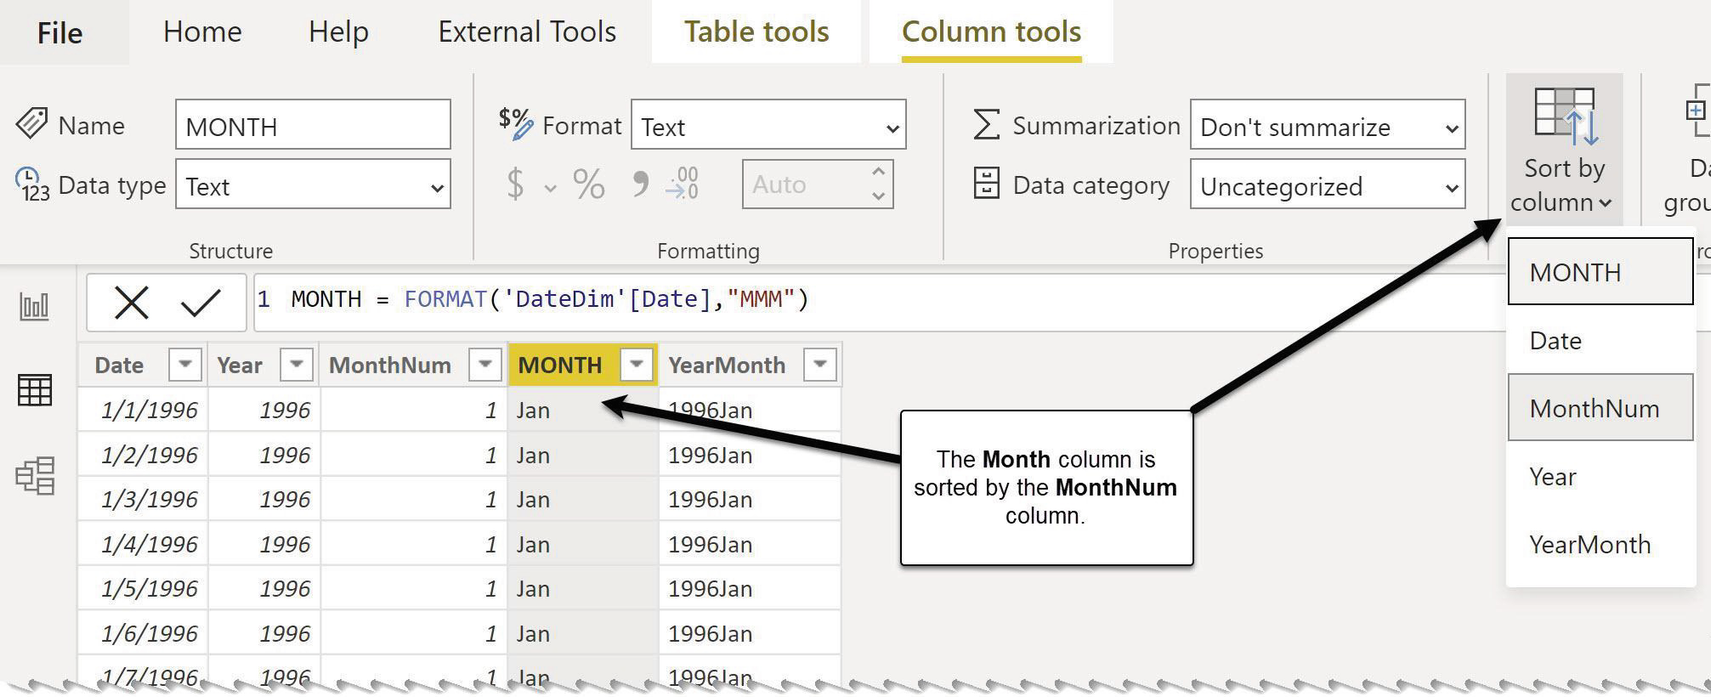 File Home Help External Tools Table tools Column tools
Name MONTH $% Format Text Summarization Don't summarize
123 Data type Text $ % , .00 →.0 Auto Data category Uncategorized
Sort by
column
grou
Structure Formatting Properties
1 MONTH = FORMAT('DateDim'[Date],"MMM")
MONTH
Date
MonthNum
Year
YearMonth
Date Year MonthNum MONTH YearMonth
1/1/1996 1996 1 Jan 1996Jan
1/2/1996 1996 1 Jan 1996Jan
1/3/1996 1996 1 Jan 1996Jan
1/4/1996 1996 1 Jan 1996Jan
1/5/1996 1996 1 Jan 1996Jan
1/6/1996 1996 1 Jan 1996Jan
1/7/1996 1996 1 Jan 1996Jan
The Month column is
sorted by the MonthNum
column.